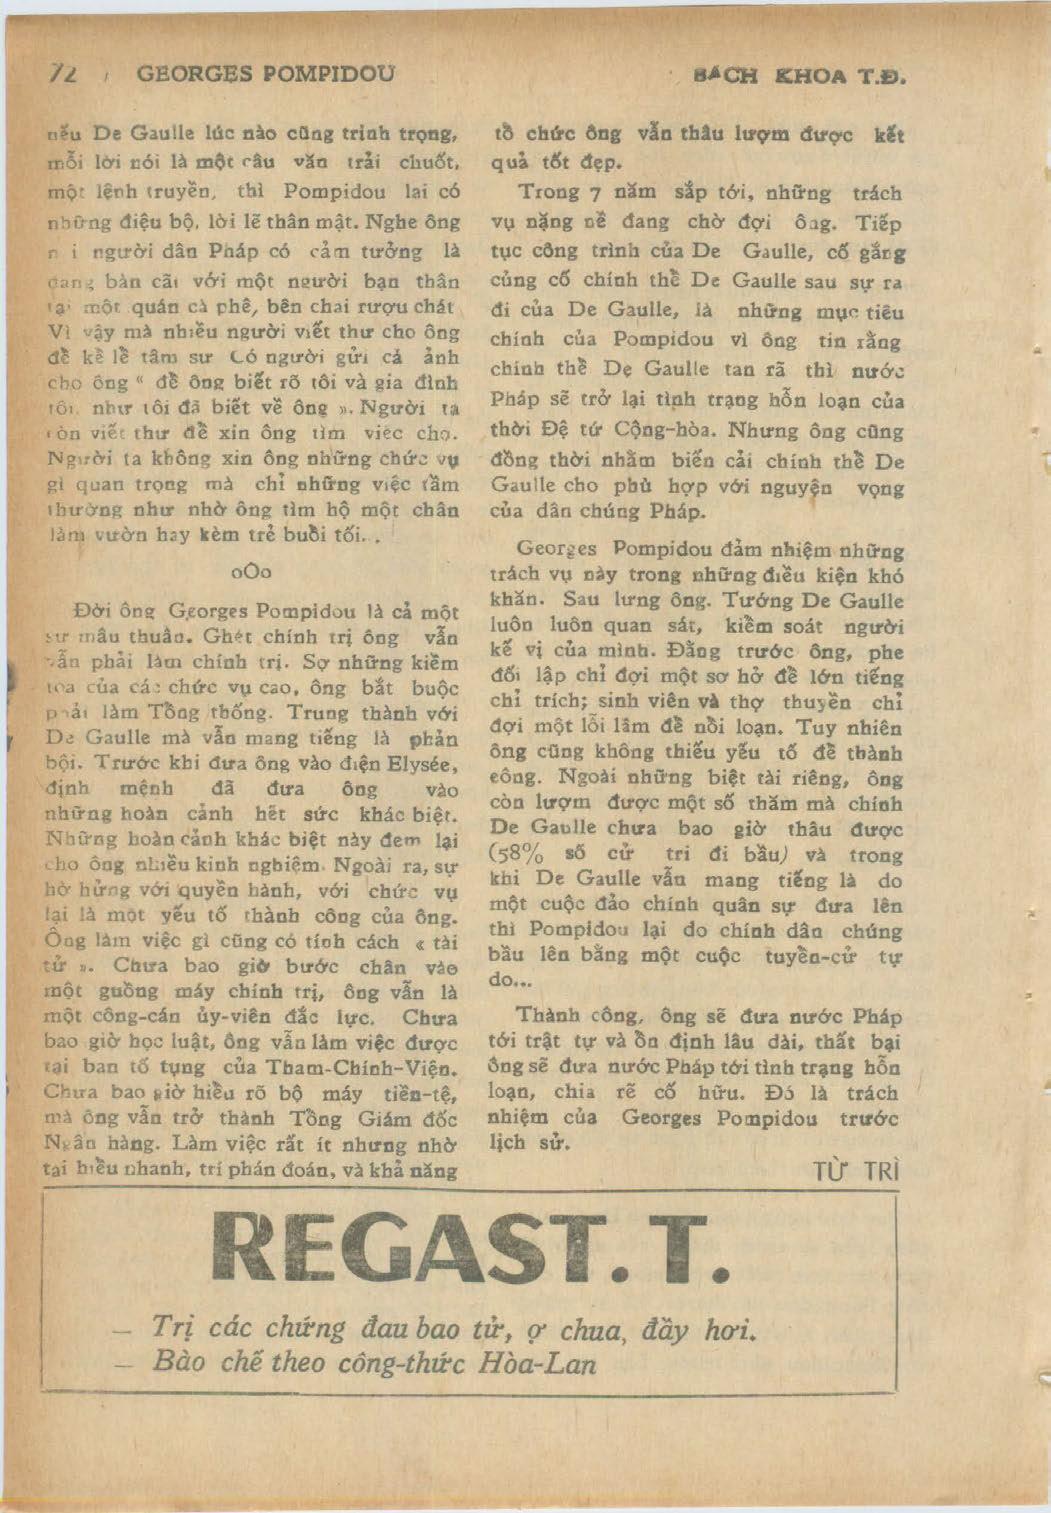 72 GEORGES POMPIDOU BÁCH KHOA T.Đ.
nếu De Gaulle lúc nào cũng trịnh trọng,
mỗi lời nói là một câu văn trải chuốt,
một lệnh truyền, thì Pompidou lai có
những điệu bộ, lời lẽ thân mật. Nghe ông
n i người dân Pháp có cảm tưởng là
đang bàn cãi với một người bạn thân
tại một quán cà phê, bên chai rượu chát
Vì vậy mà nhiều người viết thư cho ông
để kể lể tâm sư Có người gửi cả ảnh
cho ông « để ông biết rõ tôi và gia đình
tôi, như tôi đã biết về ông ». Người ta
còn viết thư để xin ông tìm viêc cho.
Người ta không xin ông những chức vụ
gì quan trọng mà chỉ những việc tầm
thường như nhờ ông tìm hộ một chân
làm vườn hay kèm trẻ buổi tối. .
oOo
Đời ông Georges Pompidou là cả một
sự mâu thuẫn. Ghét chính trị ông vẫn
vẫn phải làm chính trị. Sợ những kiềm
tỏa của các chức vụ cao, ông bắt buộc
phải làm Tổng thống. Trung thành với
De Gaulle mà vẫn mang tiếng là phản
bội. Trước khi đưa ông vào điện Elysée,
định mệnh đã đưa ông vào
những hoàn cảnh hết sức khác biệt.
Những hoàn cảnh khác biệt này đem lại
cho ông nhiều kinh nghiệm. Ngoài ra, sự
hờ hững với quyền hành, với chức vụ
lại là một yếu tố thành công của ông.
Ông làm việc gì cũng có tính cách « tài
tử ». Chưa bao giờ bước chân vào
một guồng máy chính trị, ông vẫn là
một công-cán ủy-viên đắc lực. Chưa
bao giờ học luật, ông vẫn làm việc được
tại ban tố tụng của Tham-Chính-Viện.
Chưa bao giờ hiểu rõ bộ máy tiền-tệ,
mà ông vẫn trở thành Tổng Giám đốc
Ngân hàng. Làm việc rất ít nhưng nhờ
tại hiểu nhanh, trí phán đoán, và khả năng
tổ chức ông vẫn thâu lượm được kết
quả tốt đẹp.
Trong 7 năm sắp tới, những trách
vụ nặng nề đang chờ đợi ông. Tiếp
tục công trình của De Gaulle, cố gắng
củng cố chính thể De Gaulle sau sự ra
đi của De Gaulle, là những mục tiêu
chính của Pompidou vì ông tin rằng
chính thể De Gaulle tan rã thì nước
Pháp sẽ trở lại tình trạng hỗn loạn của
thời Đệ tứ Cộng-hòa. Nhưng ông cũng
đồng thời nhằm biến cải chính thể De
Gaulle cho phù hợp với nguyện vọng
của dân chúng Pháp.
Georges Pompidou đảm nhiệm những
trách vụ này trong những điều kiện khó
khăn. Sau lưng ông. Tướng De Gaulle
luôn luôn quan sát, kiểm soát người
kế vị của mình. Đằng trước ông, phe
đối lập chỉ đợi một sơ hở để lớn tiếng
chỉ trích; sinh viên và thợ thuyền chỉ
đợi một lỗi lầm để nổi loạn. Tuy nhiên
ông cũng không thiếu yếu tố để thành
công. Ngoài những biệt tài riêng, ông
còn lượm được một số thăm mà chính
De Gaulle chưa bao giờ thâu được
(58% số cử tri đi bầu) và trong
khi De Gaulle vẫn mang tiếng là do
một cuộc đảo chính quân sự đưa lên
thì Pompidou lại do chính dân chúng
bầu lên bằng một cuộc tuyển-cử tự
do...
Thành công, ông sẽ đưa nước Pháp
tới trật tự và ổn định lâu dài, thất bại
ông sẽ đưa nước Pháp tới tình trạng hỗn
loạn, chia rẽ cố hữu. Đó là trách
nhiệm của Georges Pompidou trước
lịch sử.
TỪ TRÌ
REGAST. T.
— Trị các chứng đau bao tử, ợ chua, đầy hơi.
— Bào chế theo công-thức Hòa-Lan